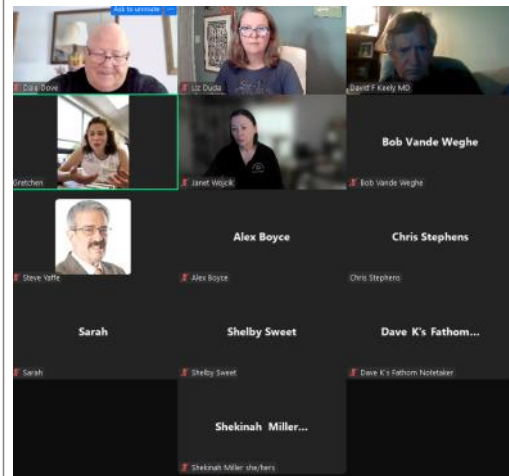 Ask to unmute
Dale Dove
Liz Duda
David F Keely MD
Gretchen
Janet Wojcik
Bob Vande Weghe
Bob Vande Weghe
Steve Yaffe
Alex Boyce
Alex Boyce
Chris Stephens
Chris Stephens
Sarah
Sarah
Shelby Sweet
Shelby Sweet
Dave K's Fathom...
Dave K's Fathom Notetaker
Shekinah Miller...
Shekinah Miller she/hers